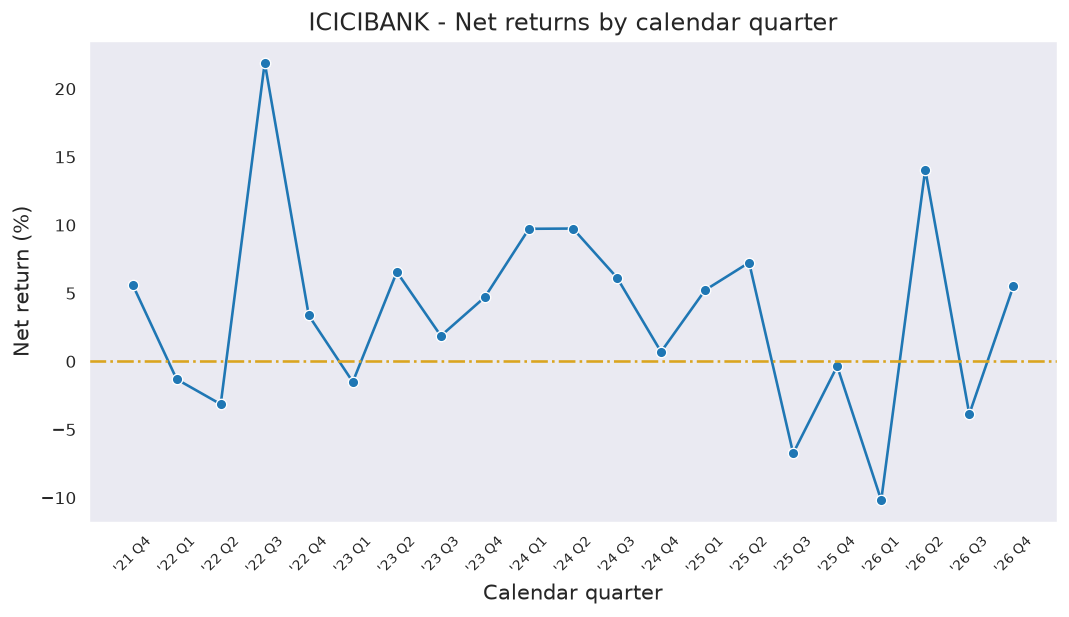 ICICIBANK - Net returns by calendar quarter
Net return (%)
20
15
10
5
0
−5
−10
'21 Q4
'22 Q1
'22 Q2
'22 Q3
'22 Q4
'23 Q1
'23 Q2
'23 Q3
'23 Q4
'24 Q1
'24 Q2
'24 Q3
'24 Q4
'25 Q1
'25 Q2
'25 Q3
'25 Q4
'26 Q1
'26 Q2
'26 Q3
'26 Q4
Calendar quarter